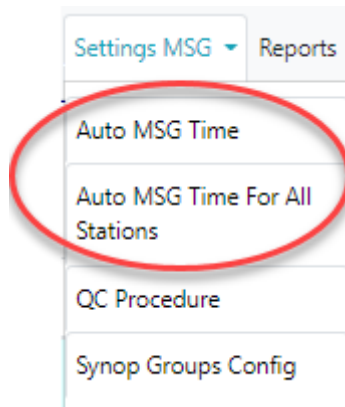 Settings MSG Reports
Auto MSG Time
Auto MSG Time For All
Stations
QC Procedure
Synop Groups Config